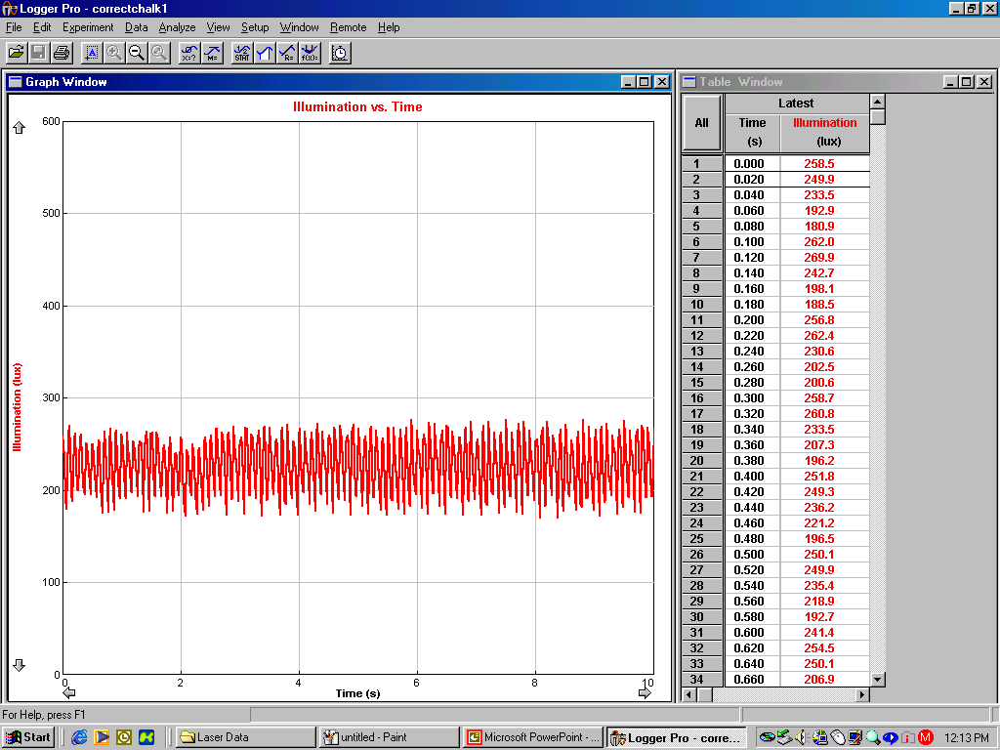 Logger Pro - correctchalk1
File Edit Experiment Data Analyze View Setup Window Remote Help
A X=? M= STAT R= f(x)=
Graph Window
Illumination vs. Time
600
500
400
300
200
100
0
0 2 4 6 8 10
Time (s)
Illumination (lux)
Table Window
All
Latest
Time Illumination
(s) (lux)
1 0.000 258.5
2 0.020 249.9
3 0.040 233.5
4 0.060 192.9
5 0.080 180.9
6 0.100 262.0
7 0.120 269.9
8 0.140 242.7
9 0.160 198.1
10 0.180 188.5
11 0.200 256.8
12 0.220 262.4
13 0.240 230.6
14 0.260 202.5
15 0.280 200.6
16 0.300 258.7
17 0.320 260.8
18 0.340 233.5
19 0.360 207.3
20 0.380 196.2
21 0.400 251.8
22 0.420 249.3
23 0.440 236.2
24 0.460 221.2
25 0.480 196.5
26 0.500 250.1
27 0.520 249.9
28 0.540 235.4
29 0.560 218.9
30 0.580 192.7
31 0.600 241.4
32 0.620 254.5
33 0.640 250.1
34 0.660 206.9
For Help, press F1
Start Laser Data untitled - Paint Microsoft PowerPoint - ... Logger Pro - corre... M 12:13 PM